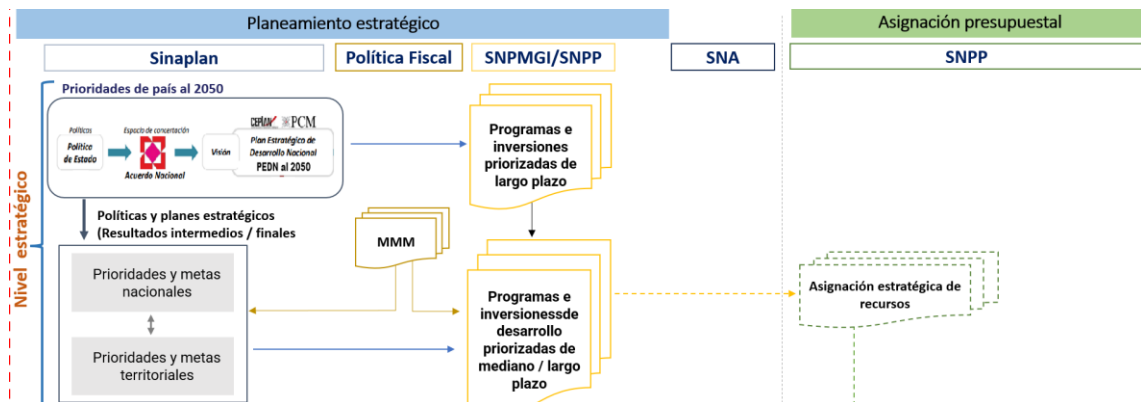 Planeamiento estratégico
Asignación presupuestal
Sinaplan
Política Fiscal
SNPMGI/SNPP
SNA
SNPP
Nivel estratégico
Prioridades de país al 2050
Políticas
Política
de Estado
Espacio de concertación
Acuerdo Nacional
Visión
CEPLAN
PCM
Plan Estratégico de
Desarrollo Nacional
PEDN al 2050
Programas e
inversiones
priorizadas de
largo plazo
Políticas y planes estratégicos
(Resultados intermedios / finales
MMM
Prioridades y metas
nacionales
Prioridades y metas
territoriales
Programas e
inversionessde
desarrollo
priorizadas de
mediano / largo
plazo
Asignación estratégica de
recursos